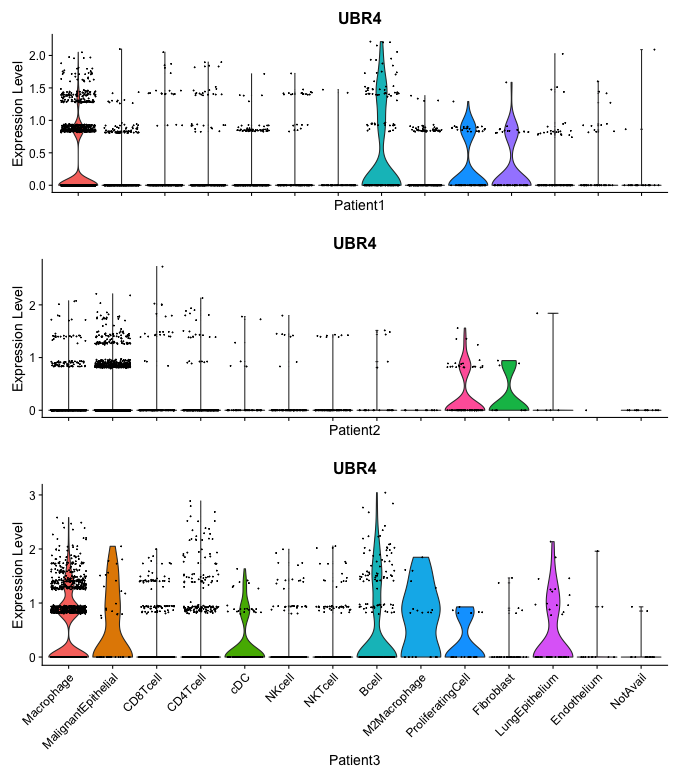 UBR4
Expression Level
2.0
1.5
1.0
0.5
0.0
Patient1
UBR4
Expression Level
2
1
0
Patient2
UBR4
Expression Level
3
2
1
0
Macrophage
MalignantEpithelial
CD8Tcell
CD4Tcell
cDC
NKcell
NKTcell
Bcell
M2Macrophage
ProliferatingCell
Fibroblast
LungEpithelium
Endothelium
NotAvail
Patient3